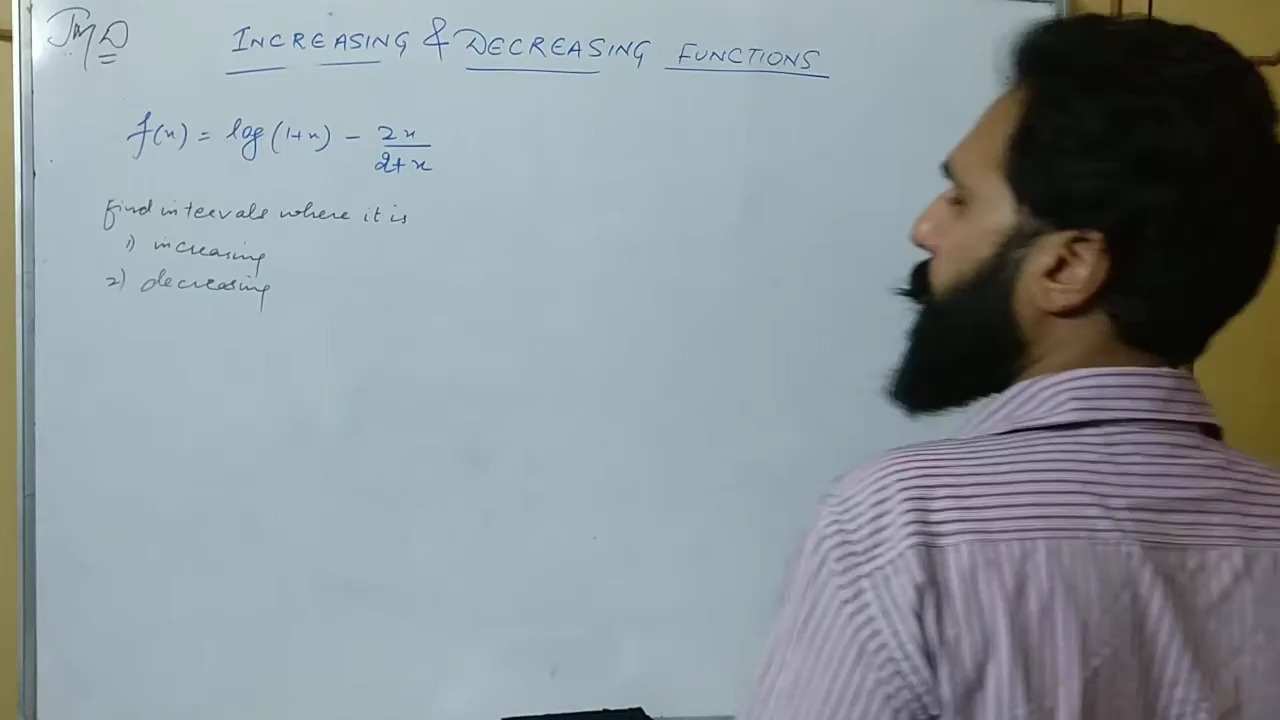 JMD
INCREASING & DECREASING FUNCTIONS
f(x) = log(1+x) - 2x/2+x
find intervals where it is
1) increasing
2) decreasing